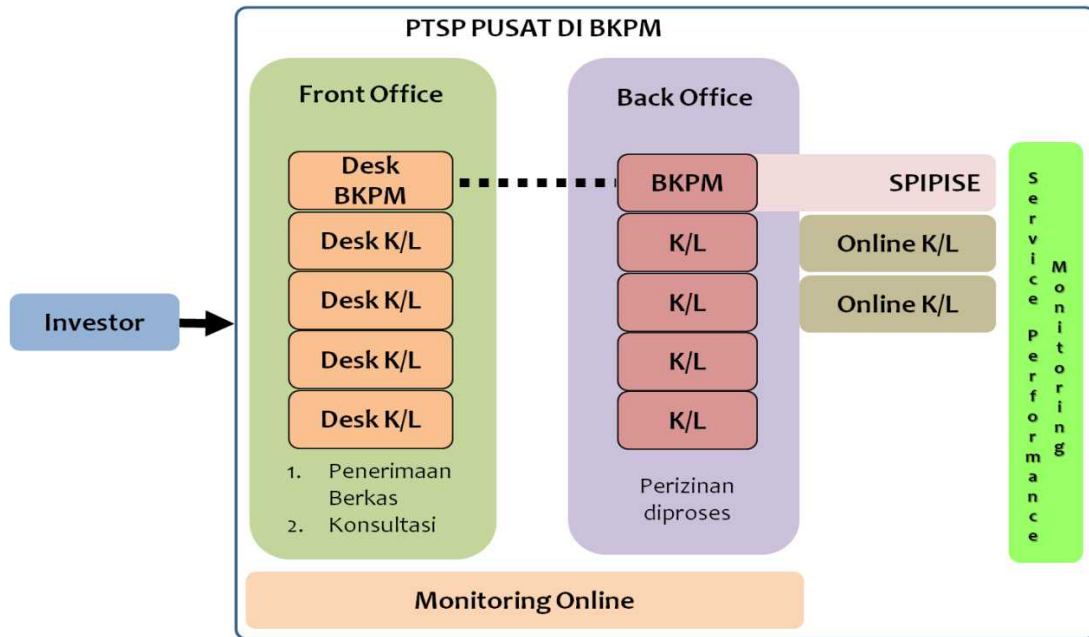 PTSP PUSAT DI BKPM
Investor
Front Office
Desk
BKPM
Desk K/L
Desk K/L
Desk K/L
Desk K/L
1. Penerimaan
Berkas
2. Konsultasi
Back Office
BKPM
K/L
K/L
K/L
K/L
Perizinan
diproses
SPIPISE
Online K/L
Online K/L
Service Performance
Monitoring
Monitoring Online